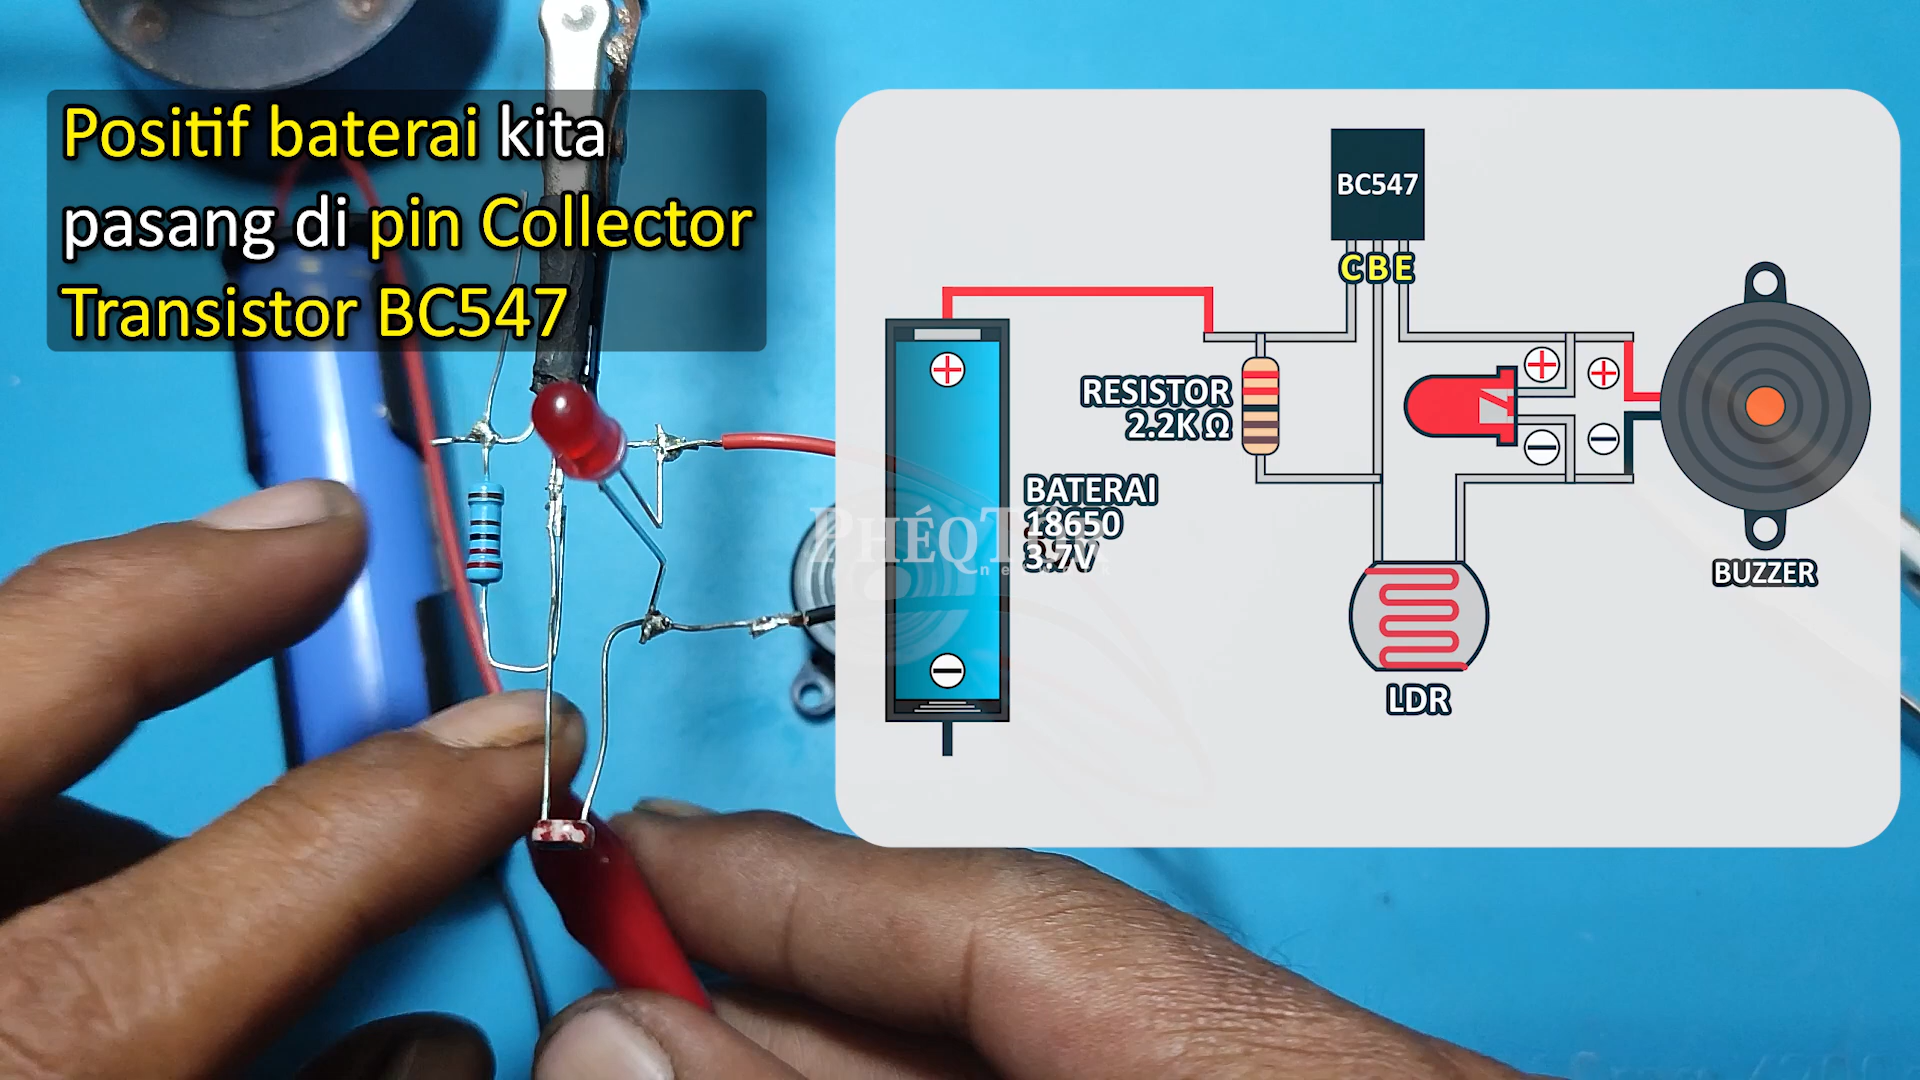 Positif baterai kita
pasang di pin Collector
Transistor BC547
BC547
C B E
RESISTOR
2.2K Ω
BATERAI
18650
3.7V
BUZZER
LDR